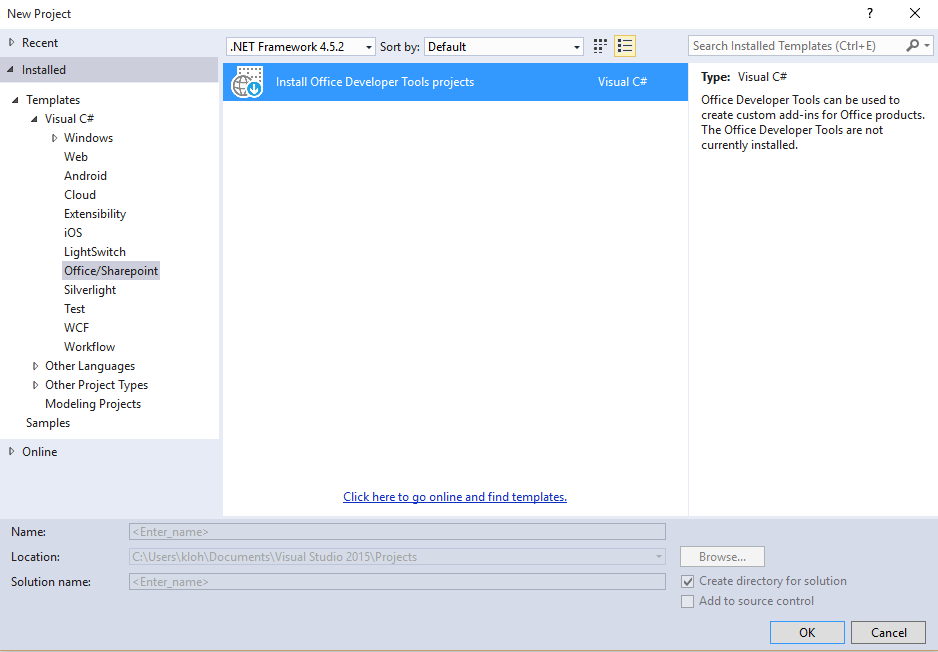 New Project
?
Recent
.NET Framework 4.5.2
Sort by:
Default
Search Installed Templates (Ctrl+E)
Installed
Templates
Visual C#
Windows
Web
Android
Cloud
Extensibility
iOS
LightSwitch
Office/Sharepoint
Silverlight
Test
WCF
Workflow
Other Languages
Other Project Types
Modeling Projects
Samples
Online
Install Office Developer Tools projects
Visual C#
Click here to go online and find templates.
Type: Visual C#
Office Developer Tools can be used to
create custom add-ins for Office products.
The Office Developer Tools are not
currently installed.
Name:
<Enter_name>
Location:
C:\Users\kloh\Documents\Visual Studio 2015\Projects
Browse...
Solution name:
<Enter_name>
Create directory for solution
Add to source control
OK
Cancel